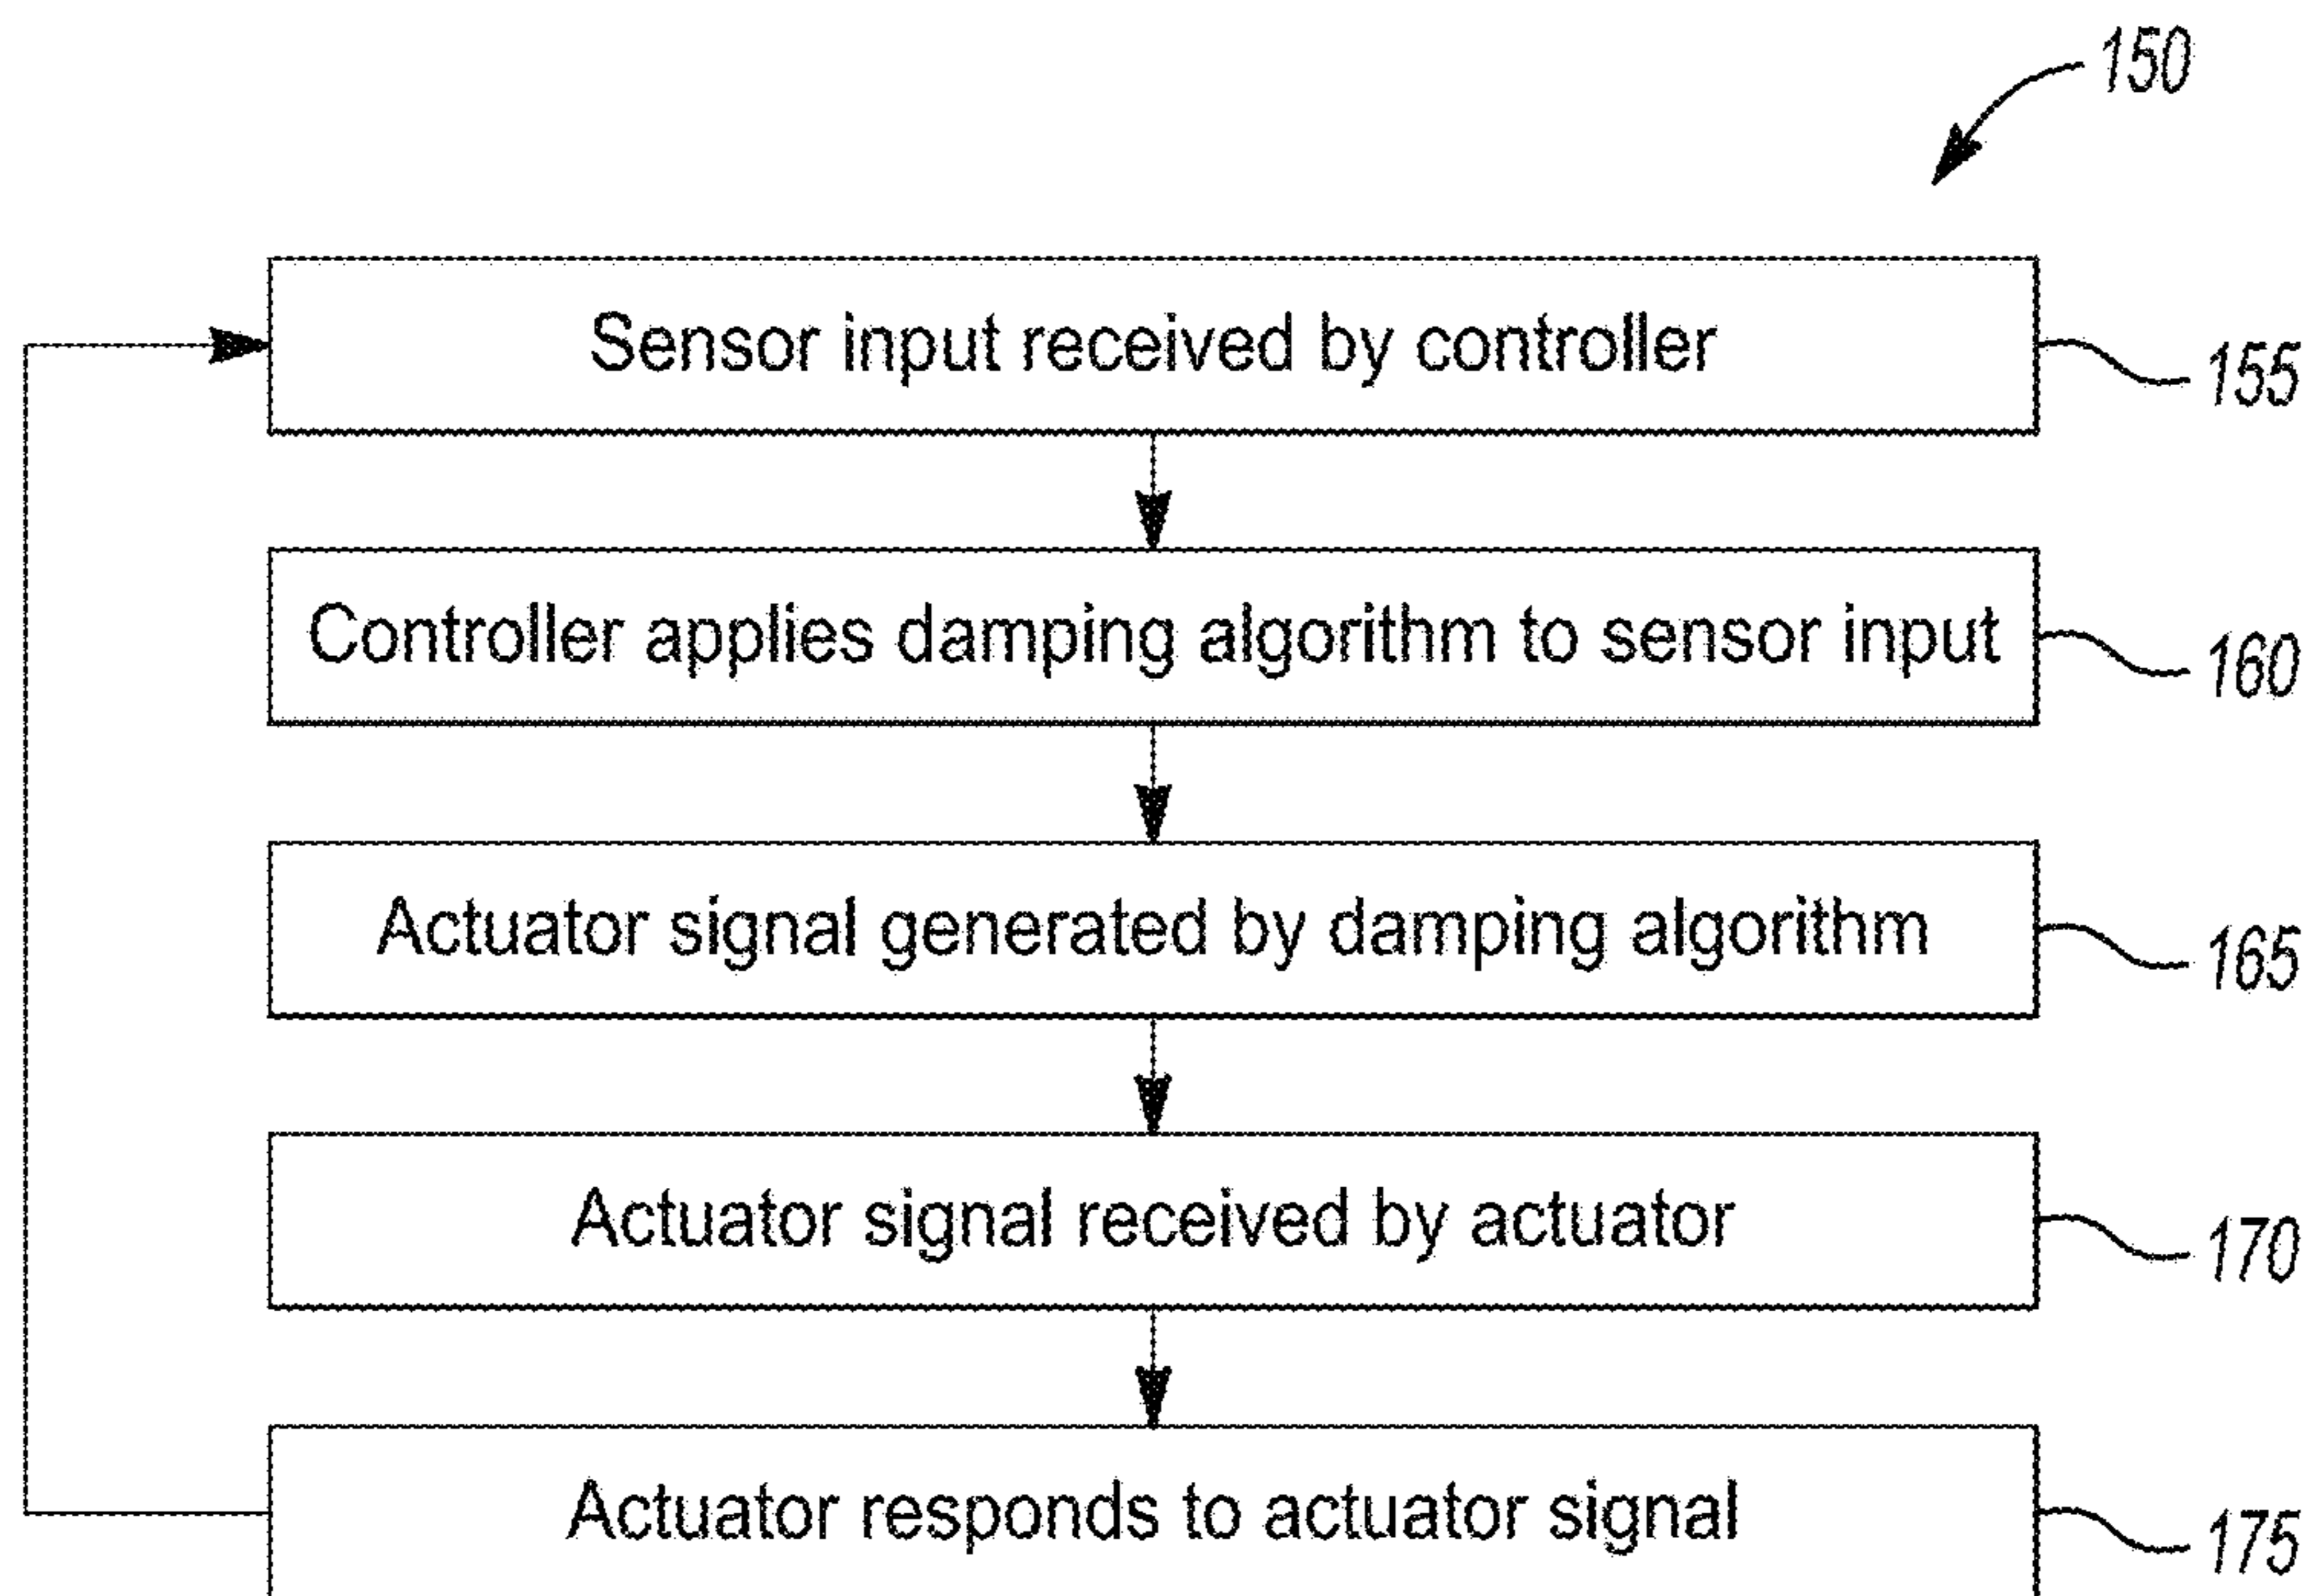 150
Sensor input received by controller
155
Controller applies damping algorithm to sensor input
160
Actuator signal generated by damping algorithm
165
Actuator signal received by actuator
170
Actuator responds to actuator signal
175